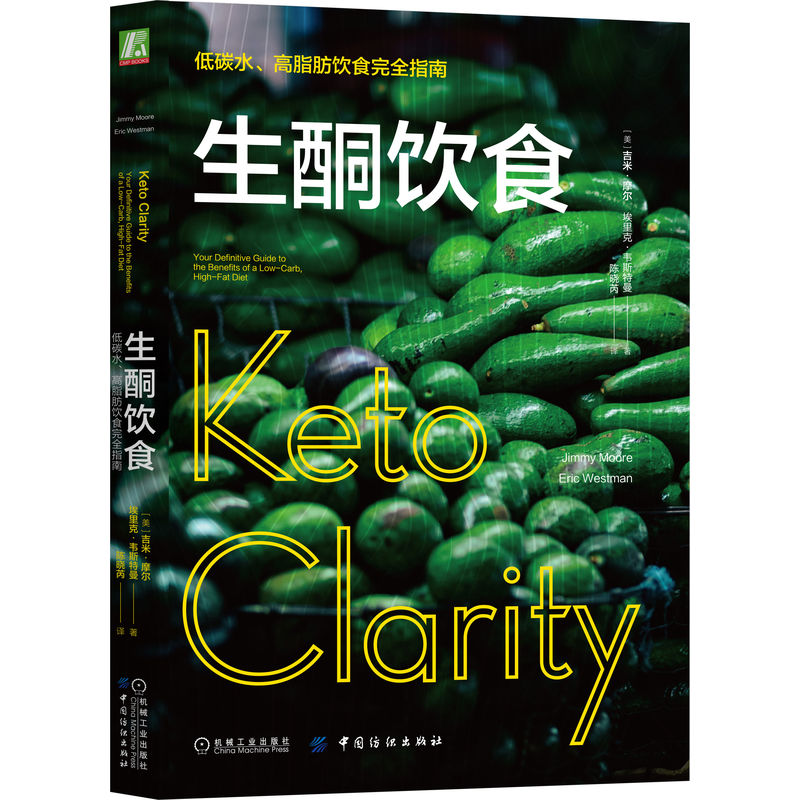 CMP BOOKS
Jimmy Moore
Eric Westman
Keto Clarity
Your Definitive Guide to the Benefits
of a Low-Carb, High-Fat Diet
生酮饮食
低碳水、高脂肪饮食完全指南
[美]吉米·摩尔
埃里克·韦斯特曼
著
陈晓芮
译
机械工业出版社
China Machine Press
中国纺织出版社
低碳水、高脂肪饮食完全指南
生酮饮食
[美]吉米·摩尔 埃里克·韦斯特曼 著
陈晓芮 译
Your Definitive Guide to
the Benefits of a Low-Carb,
High-Fat Diet
Keto
Jimmy Moore
Eric Westman
Clarity
机械工业出版社
China Machine Press
中国纺织出版社